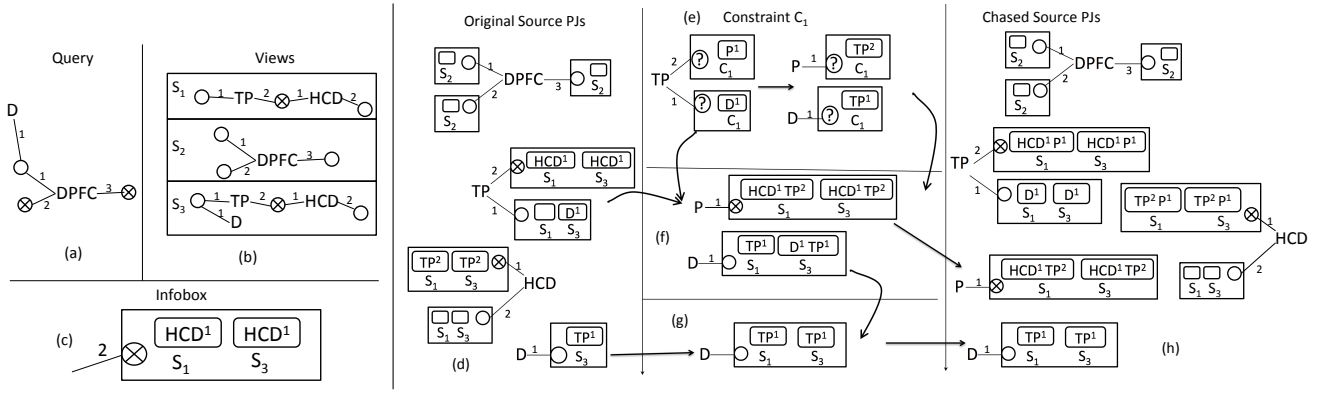 Query
D
1
DPFC
3
2
(a)
Views
S1
1
TP
2
1
HCD
2
S2
1
DPFC
3
2
S3
1
TP
2
1
HCD
2
1
D
(b)
Infobox
(c)
2
HCD¹
HCD¹
S1
S3
Original Source PJs
S2
1
DPFC
3
S2
S2
2
TP
2
HCD¹
HCD¹
S1
S3
1
D¹
S1
S3
TP²
TP²
S1
S3
1
HCD
2
S1
S3
D
1
TP¹
S3
(d)
(e)
Constraint C1
TP
2
?
P¹
C1
1
?
D¹
C1
P
1
?
TP²
C1
D
1
?
TP¹
C1
P
1
HCD¹ TP²
HCD¹ TP²
S1
S3
(f)
D
1
TP¹
D¹ TP¹
S1
S3
(g)
D
1
TP¹
TP¹
S1
S3
Chased Source PJs
S2
1
DPFC
3
S2
S2
2
TP
2
HCD¹ P¹
HCD¹ P¹
S1
S3
1
D¹
D¹
S1
S3
TP² P¹
TP² P¹
S1
S3
1
HCD
2
S1
S3
P
1
HCD¹ TP²
HCD¹ TP²
S1
S3
D
1
TP¹
TP¹
S1
S3
(h)